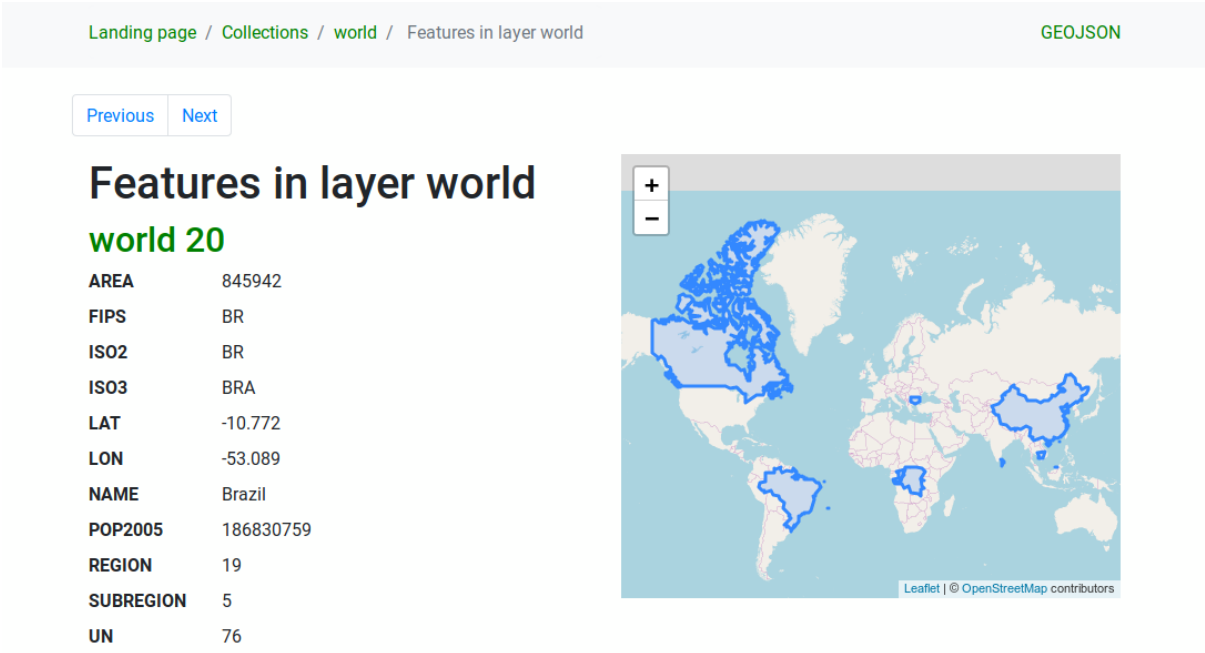 Landing page / Collections / world / Features in layer world GEOJSON
Previous Next
Features in layer world
world 20
AREA 845942
FIPS BR
ISO2 BR
ISO3 BRA
LAT -10.772
LON -53.089
NAME Brazil
POP2005 186830759
REGION 19
SUBREGION 5
UN 76
+
−
Leaflet | © OpenStreetMap contributors